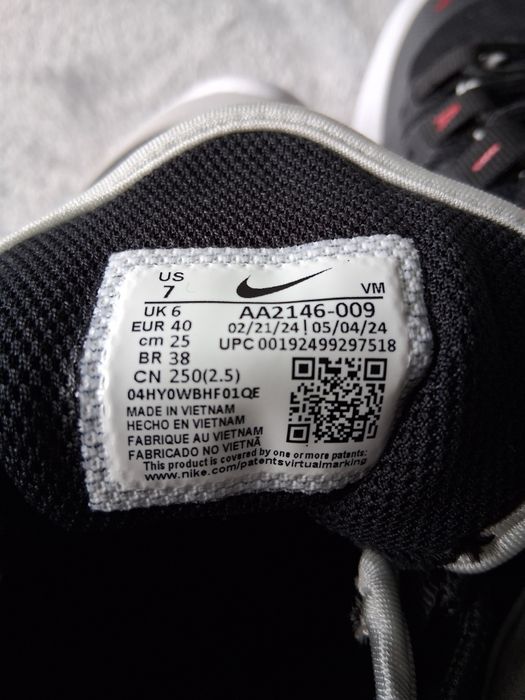 US
7
VM
UK 6
AA2146-009
EUR 40
02/21/24 | 05/04/24
cm 25
UPC 00192499297518
BR 38
CN 250(2.5)
04HY0WBHF01QE
MADE IN VIETNAM
HECHO EN VIETNAM
FABRIQUE AU VIETNAM
FABRICADO NO VIETNÃ
This product is covered by one or more patents:
www.nike.com/patentsvirtualmarking